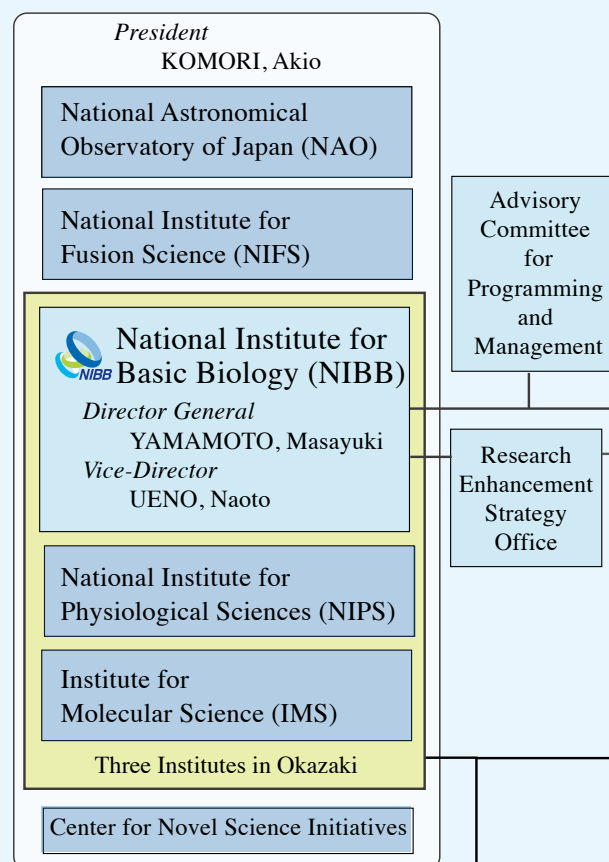 President
KOMORI, Akio
National Astronomical
Observatory of Japan (NAO)
National Institute for
Fusion Science (NIFS)
NIBB
National Institute for
Basic Biology (NIBB)
Director General
YAMAMOTO, Masayuki
Vice-Director
UENO, Naoto
National Institute for
Physiological Sciences (NIPS)
Institute for
Molecular Science (IMS)
Three Institutes in Okazaki
Center for Novel Science Initiatives
Advisory
Committee
for
Programming
and
Management
Research
Enhancement
Strategy
Office